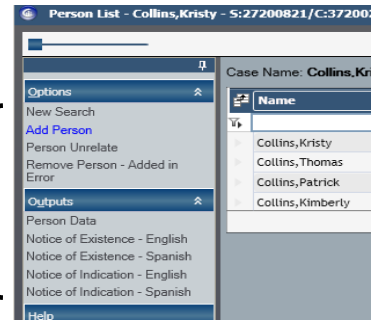 Person List - Collins,Kristy - S:27200821/C:37200
Case Name: Collins,Kri
Options
New Search
Add Person
Person Unrelate
Remove Person - Added in
Error
Outputs
Person Data
Notice of Existence - English
Notice of Existence - Spanish
Notice of Indication - English
Notice of Indication - Spanish
Help
Name
Collins,Kristy
Collins,Thomas
Collins,Patrick
Collins,Kimberly